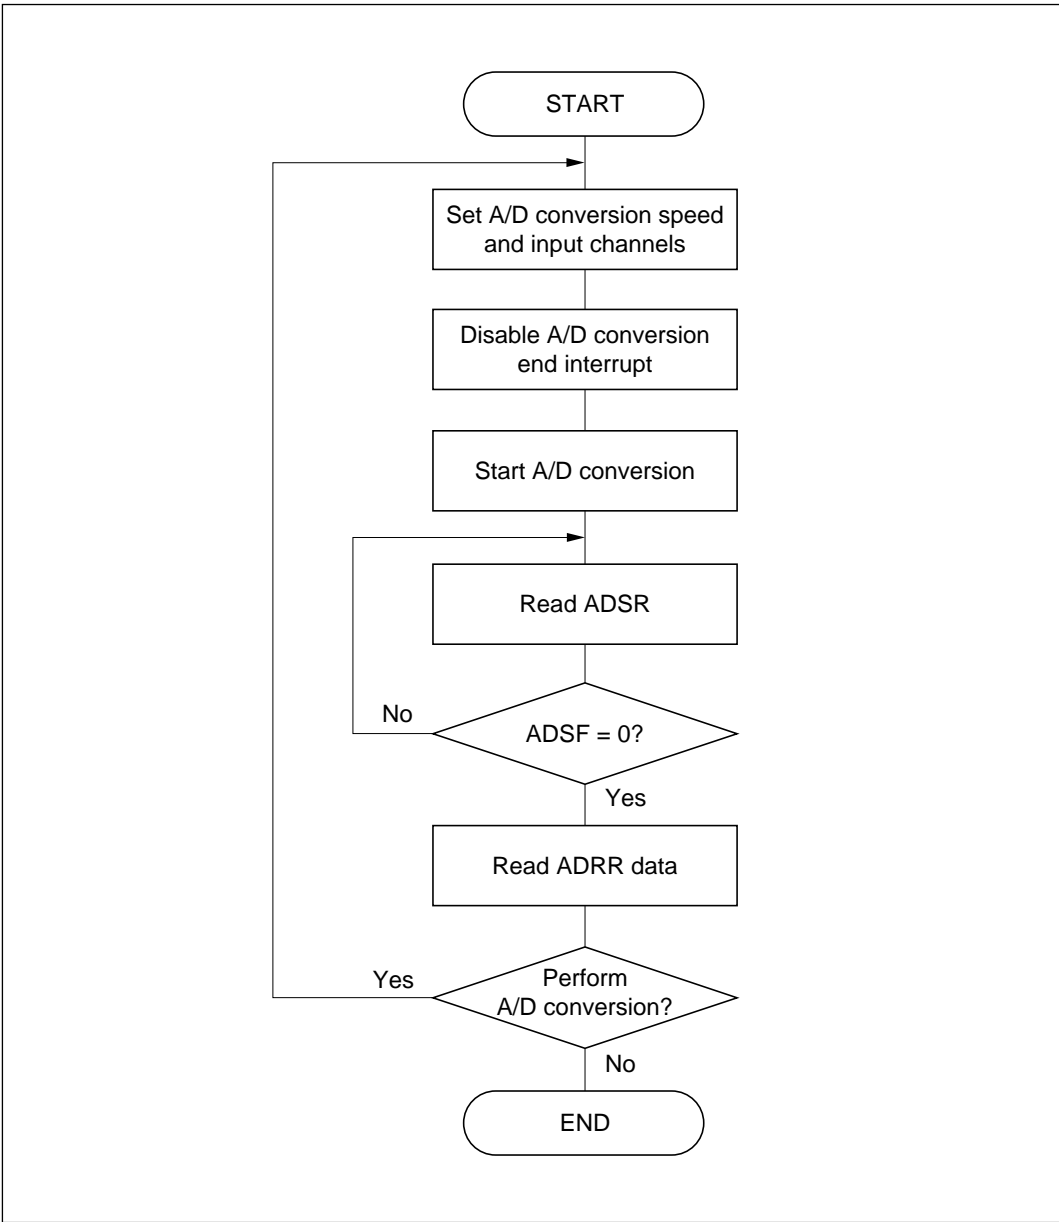 START
Set A/D conversion speed
and input channels
Disable A/D conversion
end interrupt
Start A/D conversion
Read ADSR
No
ADSF = 0?
Yes
Read ADRR data
Yes
Perform
A/D conversion?
No
END